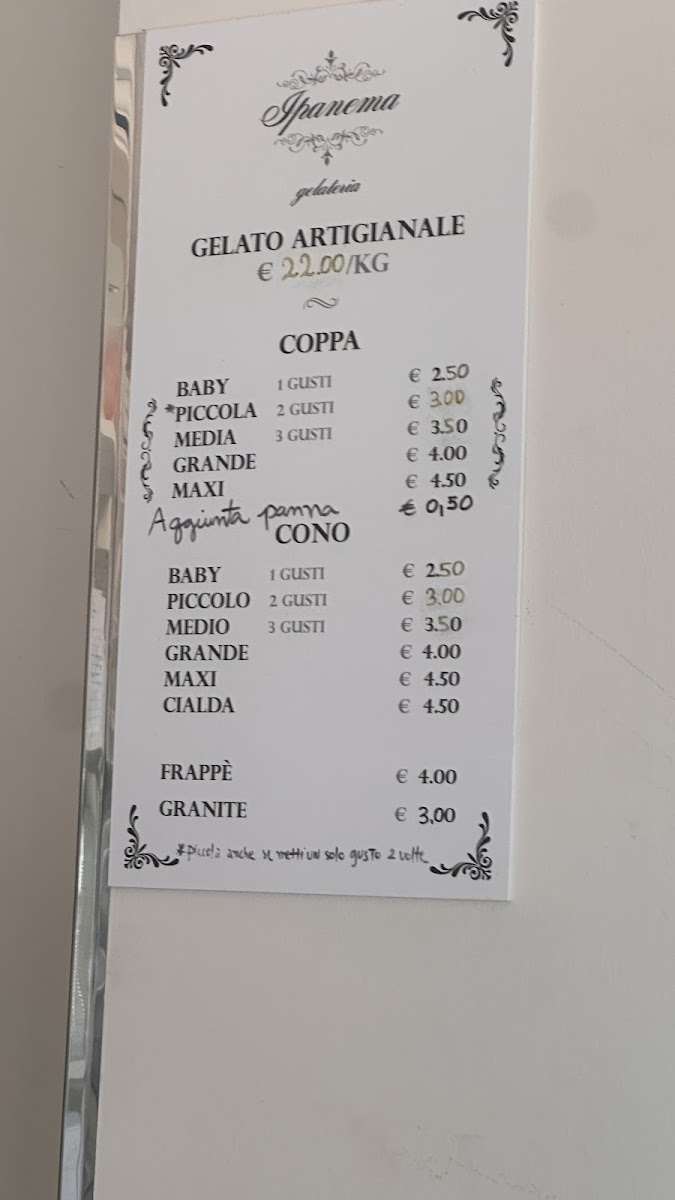 Ipanema
gelateria
GELATO ARTIGIANALE
€ 22.00/KG
COPPA
BABY 1 GUSTI € 2.50
*PICCOLA 2 GUSTI € 3.00
MEDIA 3 GUSTI € 3.50
GRANDE € 4.00
MAXI € 4.50
Aggiunta panna € 0,50
CONO
BABY 1 GUSTI € 2.50
PICCOLO 2 GUSTI € 3.00
MEDIO 3 GUSTI € 3.50
GRANDE € 4.00
MAXI € 4.50
CIALDA € 4.50
FRAPPÈ € 4.00
GRANITE € 3,00
*piccola anche se metti un solo gusto 2 volte